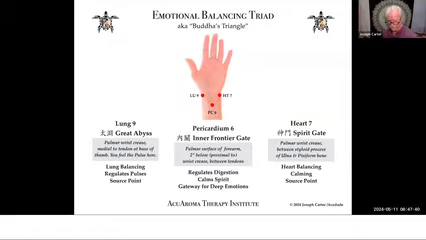 EMOTIONAL BALANCING TRIAD
aka "Buddha's Triangle"
Joseph Carter
LU 9
HT 7
PC 6
Lung 9
太淵 Great Abyss
Palmar wrist crease,
medial to tendon at base of
thumb. You feel the Pulse here.
Lung Balancing
Regulates Pulses
Source Point
Pericardium 6
內關 Inner Frontier Gate
Palmar surface of forearm,
2" below (proximal to)
wrist crease, between tendons
Regulates Digestion
Calms Spirit
Gateway for Deep Emotions
Heart 7
神門 Spirit Gate
Palmar wrist crease,
between styloid process
of Ulna & Pisiform bone
Heart Balancing
Calming
Source Point
ACUAROMA THERAPY INSTITUTE
© 2024 Joseph Carter
2024-05-11 08:47:40